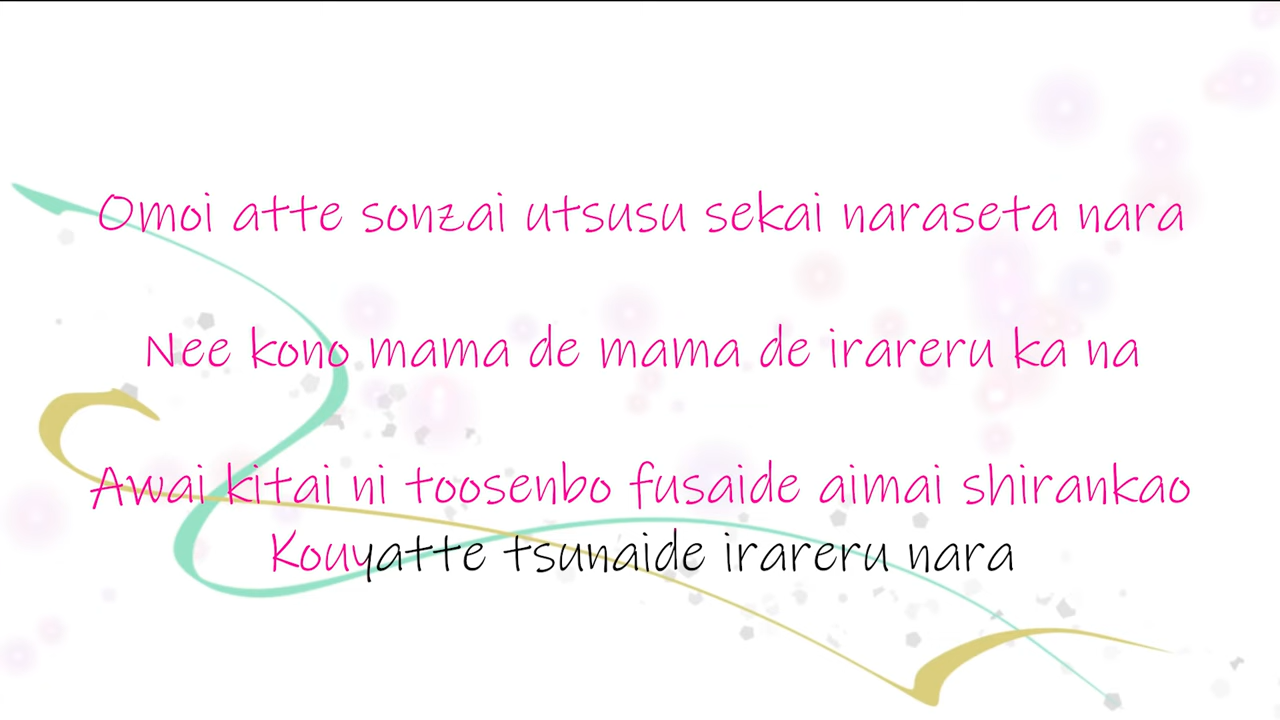 Omoi atte sonzai utsusu sekai naraseta nara
Nee kono mama de mama de irareru ka na
Awai kitai ni toosenbo fusaide aimai shirankao
Kouyatte tsunaide irareru nara